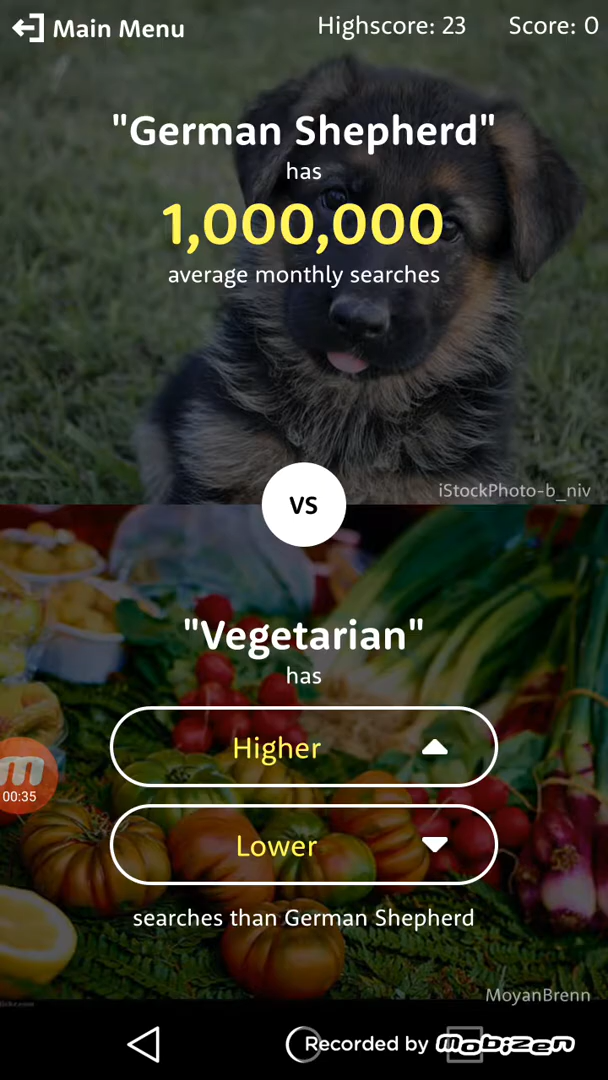 Main Menu
Highscore: 23
Score: 0
"German Shepherd"
has
1,000,000
average monthly searches
iStockPhoto-b_niv
VS
"Vegetarian"
has
Higher
Lower
00:35
searches than German Shepherd
MoyanBrenn
Recorded by Mobizen